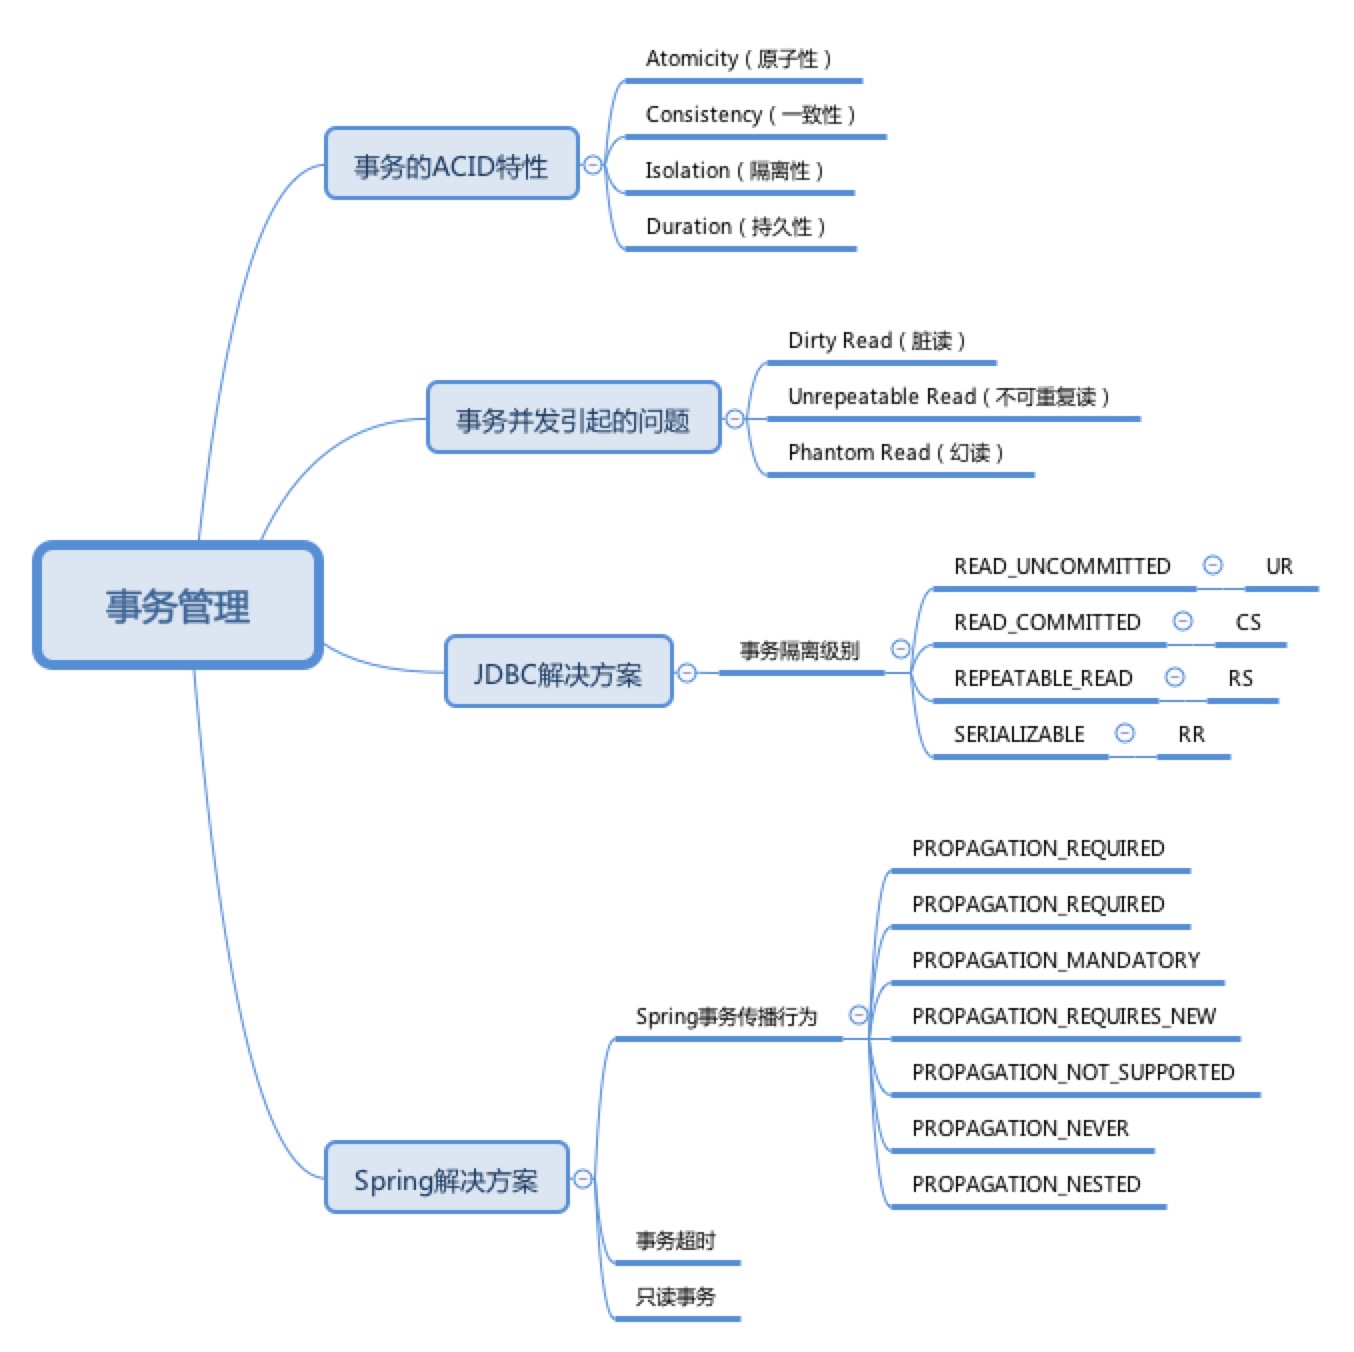 事务管理
事务的ACID特性
Atomicity（原子性）
Consistency（一致性）
Isolation（隔离性）
Duration（持久性）
事务并发引起的问题
Dirty Read（脏读）
Unrepeatable Read（不可重复读）
Phantom Read（幻读）
JDBC解决方案
事务隔离级别
READ_UNCOMMITTED
UR
READ_COMMITTED
CS
REPEATABLE_READ
RS
SERIALIZABLE
RR
Spring解决方案
Spring事务传播行为
PROPAGATION_REQUIRED
PROPAGATION_REQUIRED
PROPAGATION_MANDATORY
PROPAGATION_REQUIRES_NEW
PROPAGATION_NOT_SUPPORTED
PROPAGATION_NEVER
PROPAGATION_NESTED
事务超时
只读事务